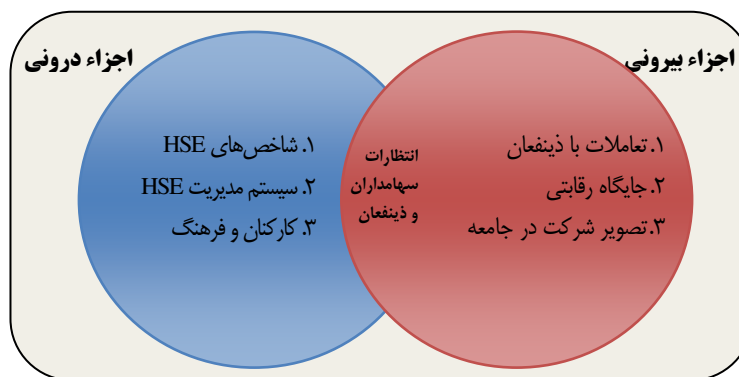 اجزاء بیرونی
۱. تعاملات با ذینفعان
۲. جایگاه رقابتی
۳. تصویر شرکت در جامعه
انتظارات
سهامداران
و ذینفعان
اجزاء درونی
۱. شاخص‌های HSE
۲. سیستم مدیریت HSE
۳. کارکنان و فرهنگ